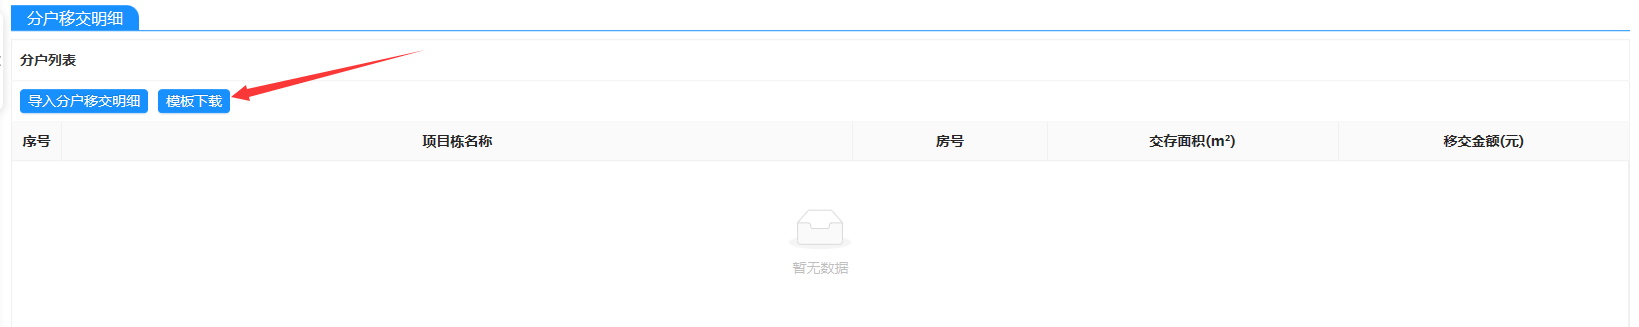 分户移交明细
分户列表
导入分户移交明细 模板下载
序号 项目栋名称 房号 交存面积(m²) 移交金额(元)
暂无数据